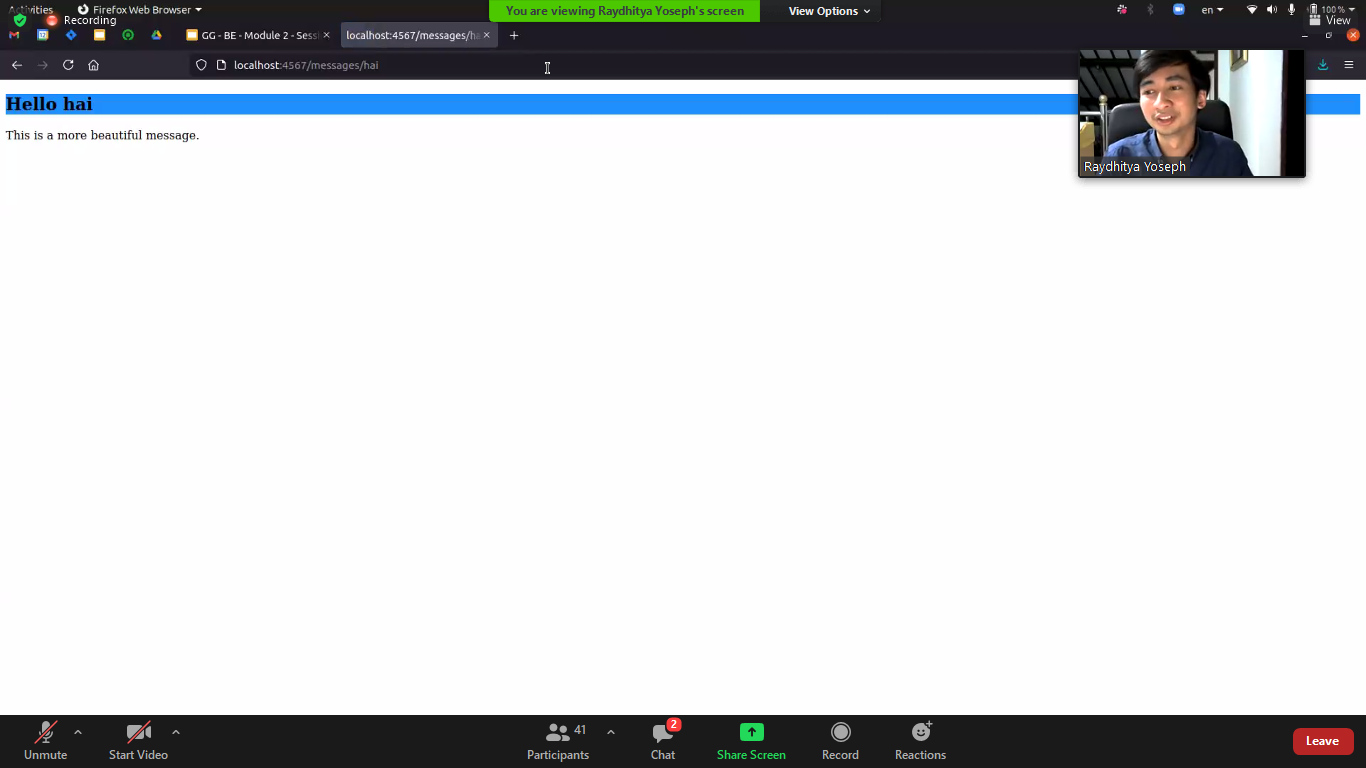 Activities
Firefox Web Browser
You are viewing Raydhitya Yoseph's screen
View Options
en
100 %
Recording
View
GG - BE - Module 2 - Sessi
localhost:4567/messages/ha
localhost:4567/messages/hai
Hello hai
This is a more beautiful message.
Raydhitya Yoseph
41
2
Unmute
Start Video
Participants
Chat
Share Screen
Record
Reactions
Leave